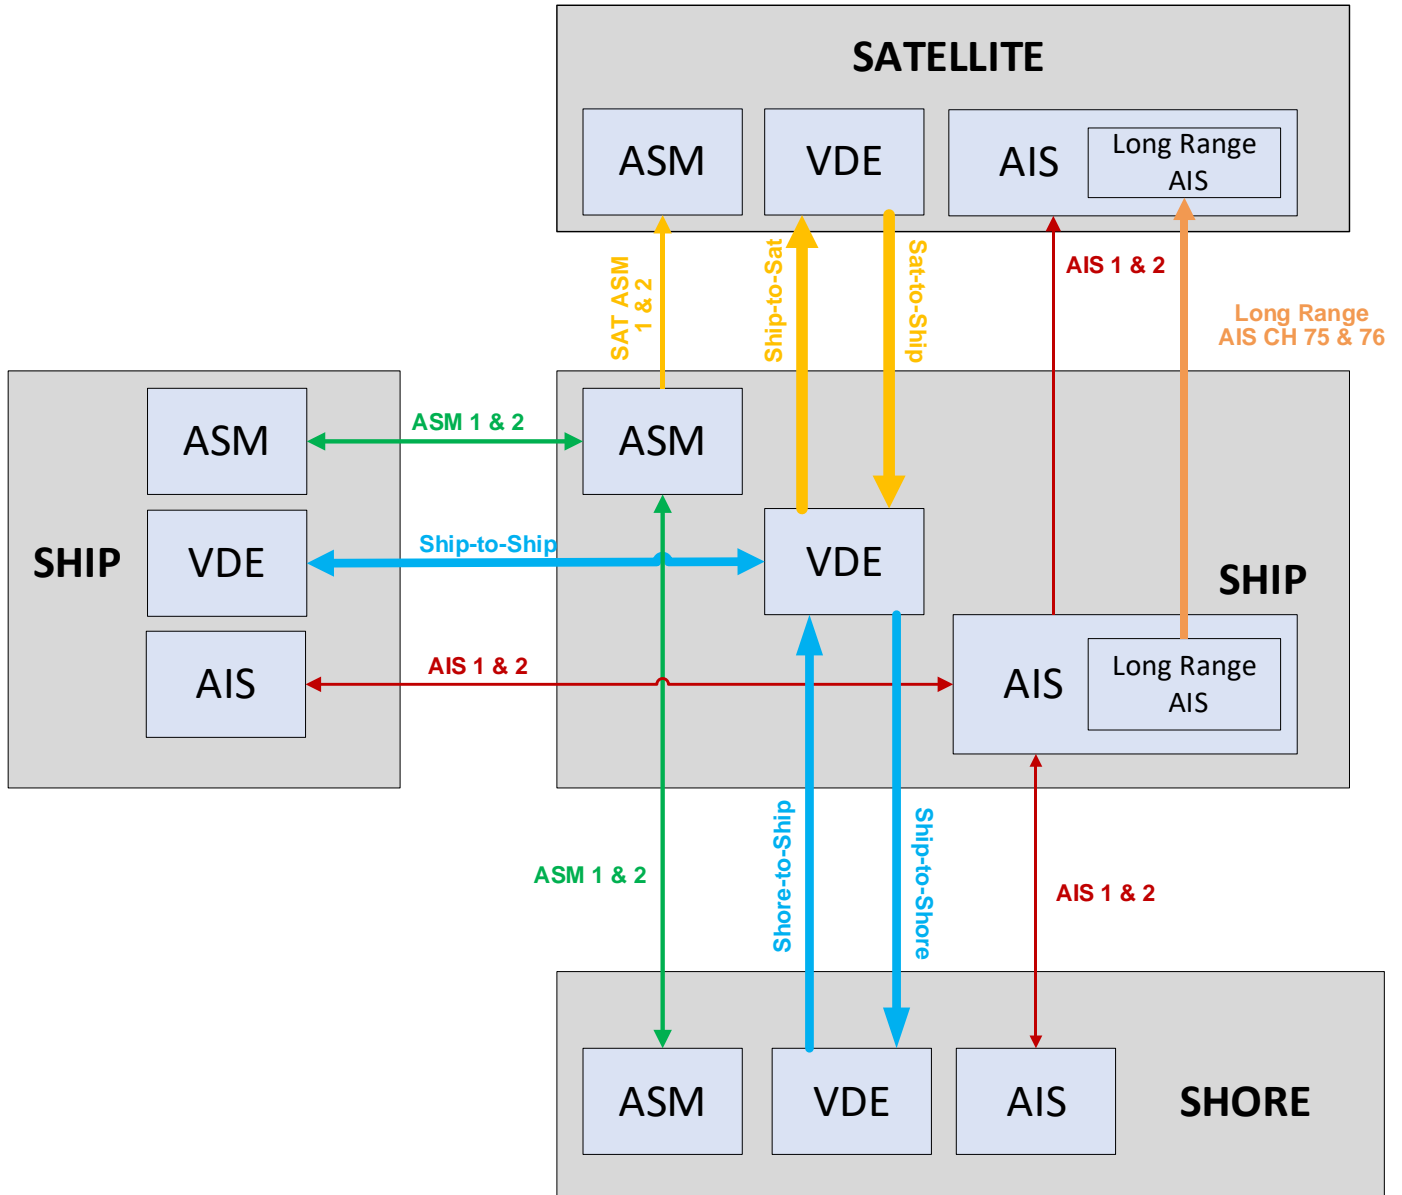 SATELLITE
ASM
VDE
AIS
Long Range
AIS
SAT ASM
1 & 2
Ship-to-Sat
Sat-to-Ship
AIS 1 & 2
Long Range
AIS CH 75 & 76
ASM
ASM 1 & 2
ASM
SHIP
VDE
Ship-to-Ship
VDE
SHIP
AIS
AIS 1 & 2
AIS
Long Range
AIS
ASM 1 & 2
Shore-to-Ship
Ship-to-Shore
AIS 1 & 2
ASM
VDE
AIS
SHORE